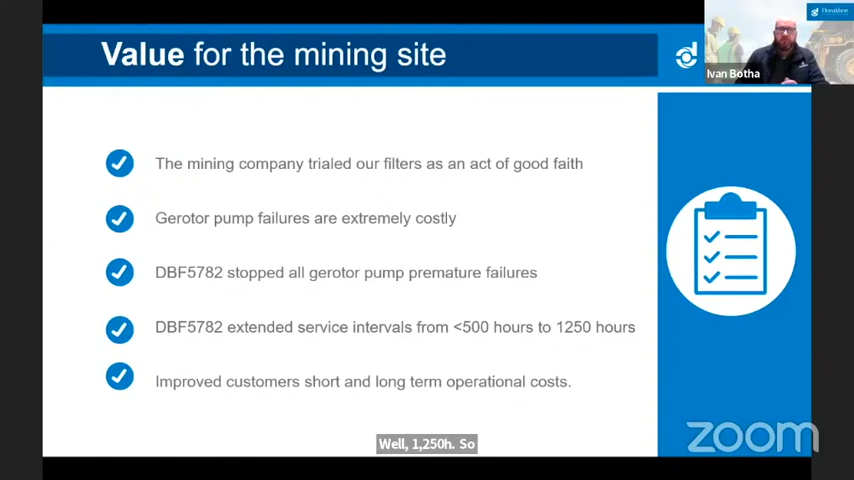 Value for the mining site
Donaldson
Ivan Botha
The mining company trialed our filters as an act of good faith
Gerotor pump failures are extremely costly
DBF5782 stopped all gerotor pump premature failures
DBF5782 extended service intervals from <500 hours to 1250 hours
Improved customers short and long term operational costs.
Well, 1,250h. So
zoom